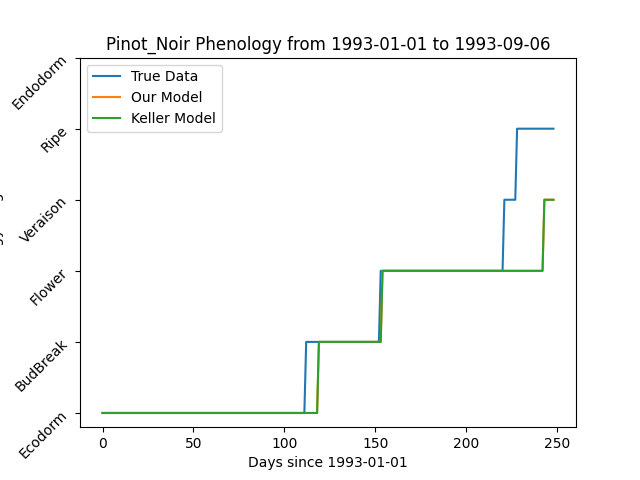 Pinot_Noir Phenology from 1993-01-01 to 1993-09-06
True Data
Our Model
Keller Model
Endodorm
Ripe
Veraison
Flower
BudBreak
Ecodorm
0 50 100 150 200 250
Days since 1993-01-01